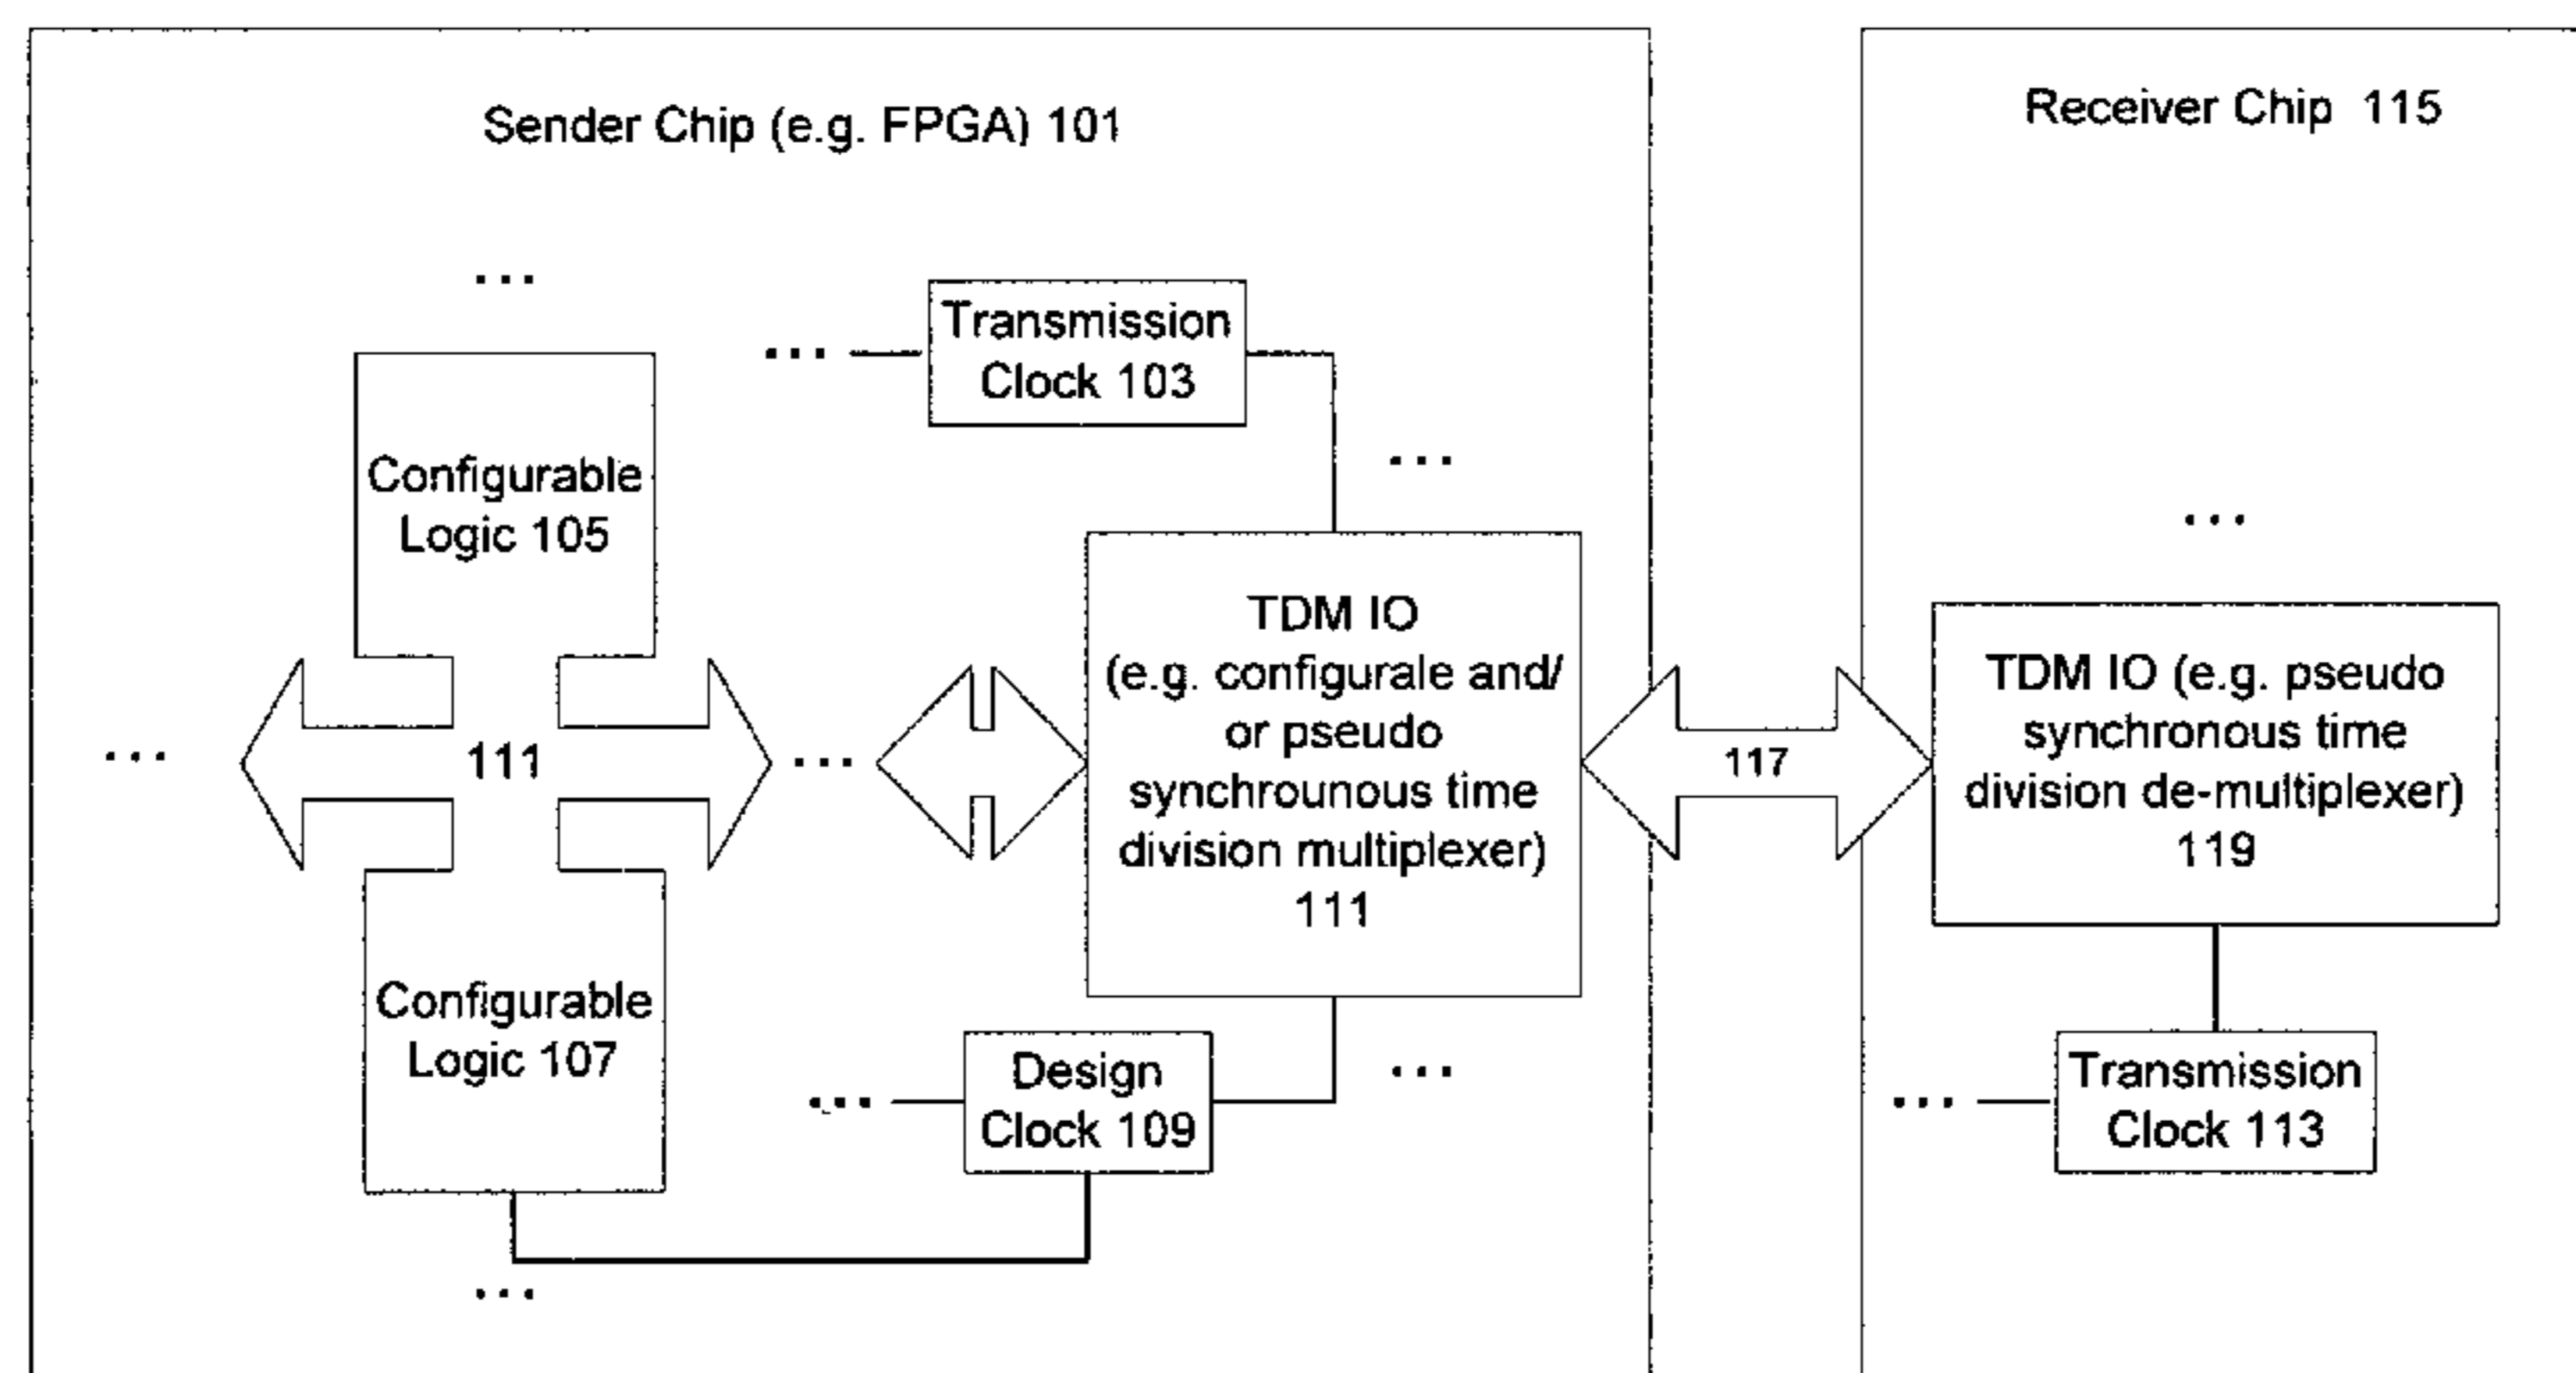 Sender Chip (e.g. FPGA) 101
...
Transmission
Clock 103
...
...
Configurable
Logic 105
...
111
...
TDM IO
(e.g. configurale and/
or pseudo
synchrounous time
division multiplexer)
111
Configurable
Logic 107
...
Design
Clock 109
...
...
117
Receiver Chip 115
...
TDM IO (e.g. pseudo
synchronous time
division de-multiplexer)
119
...
Transmission
Clock 113